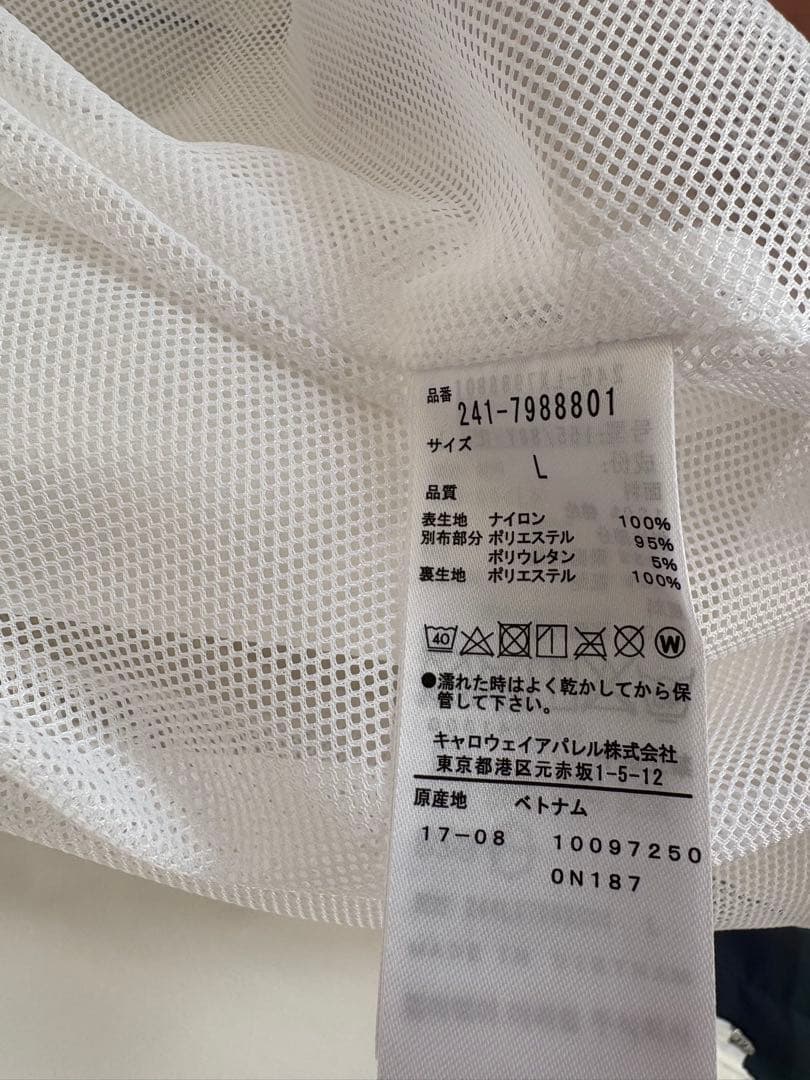 品番
241-7988801
サイズ
L
品質
表生地 ナイロン 100%
別布部分 ポリエステル 95%
ポリウレタン 5%
裏生地 ポリエステル 100%
40
W
●濡れた時はよく乾かしてから保
管して下さい。
キャロウェイアパレル株式会社
東京都港区元赤坂1-5-12
原産地 ベトナム
17-08 10097250
0N187